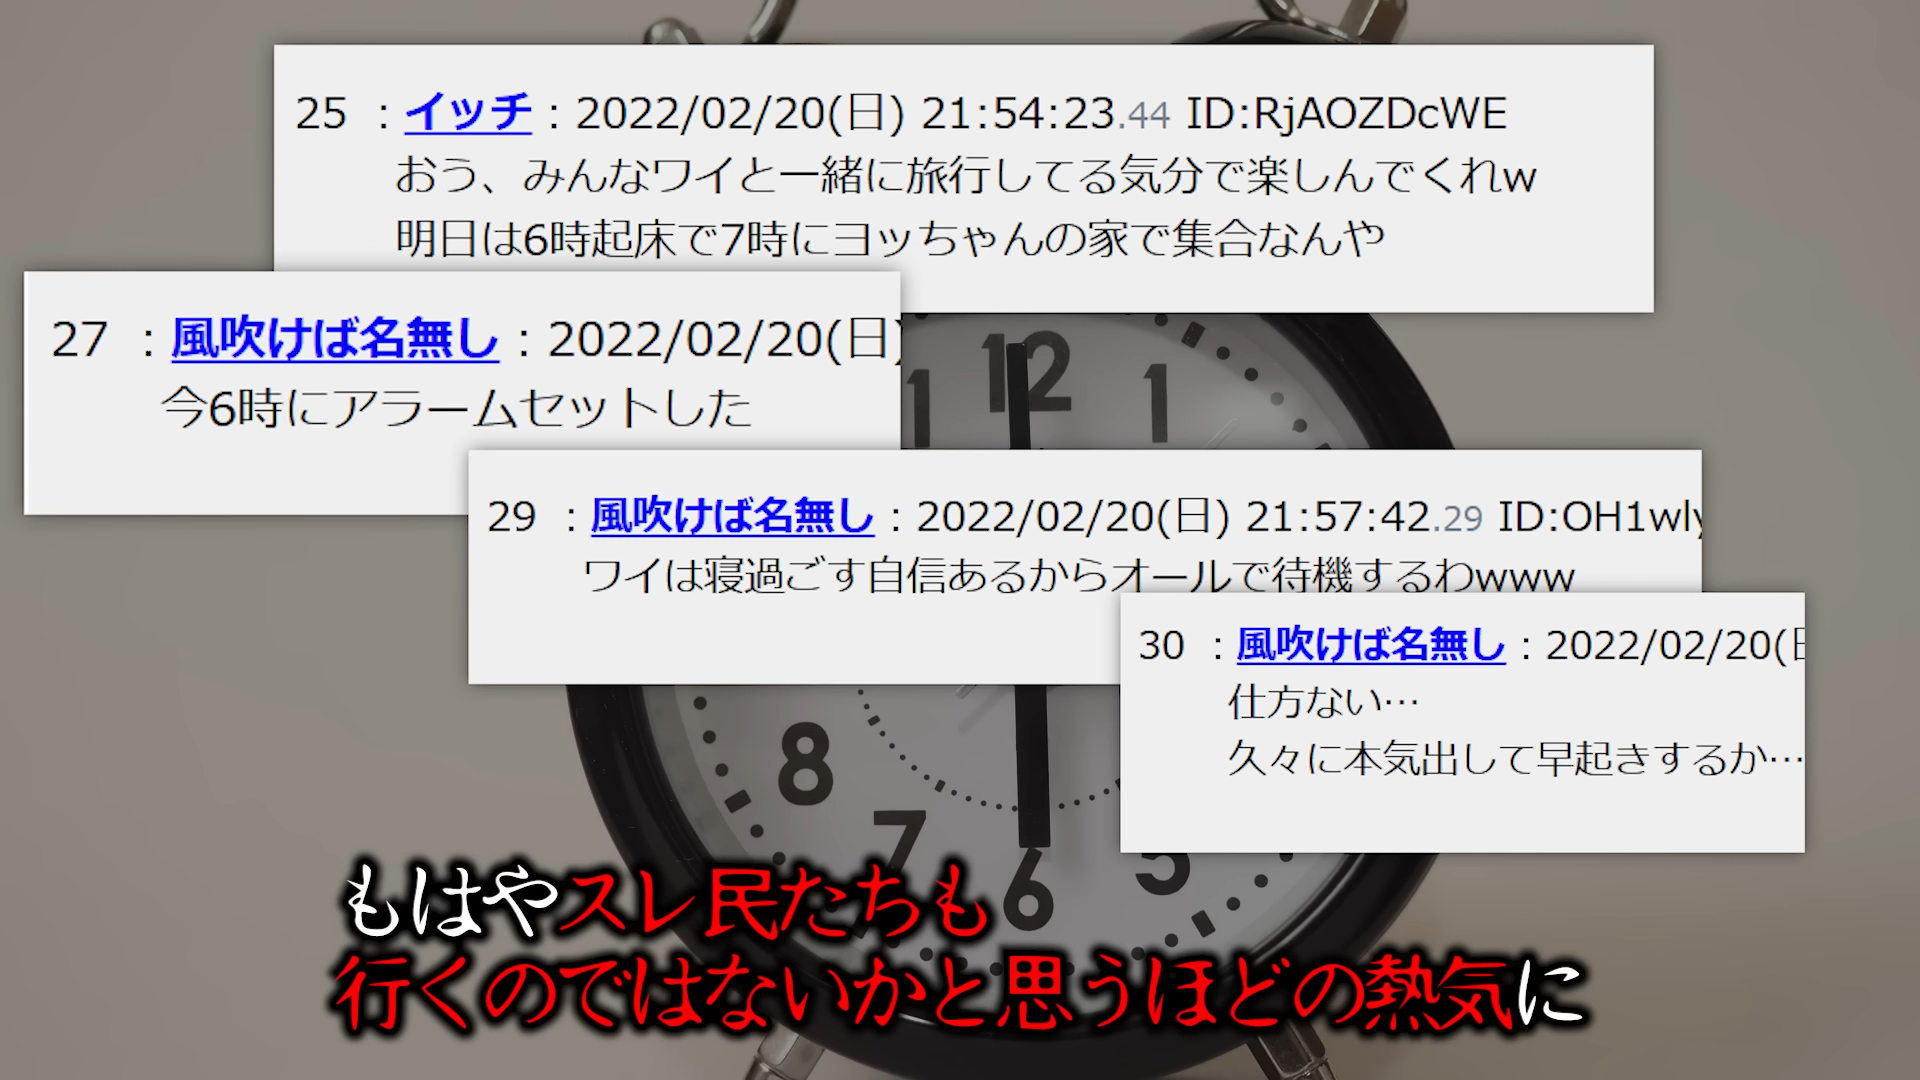 25 ：イッチ：2022/02/20(日) 21:54:23.44 ID:RjAOZDcWE
おう、みんなワイと一緒に旅行してる気分で楽しんでくれw
明日は6時起床で7時にヨッちゃんの家で集合なんや
27 ：風吹けば名無し：2022/02/20(日)
今6時にアラームセットした
29 ：風吹けば名無し：2022/02/20(日) 21:57:42.29 ID:OH1wly
ワイは寝過ごす自信あるからオールで待機するわwww
30 ：風吹けば名無し：2022/02/20(日
仕方ない…
久々に本気出して早起きするか…
12
1
1
8
7
6
5
もはやスレ民たちも
行くのではないかと思うほどの熱気に